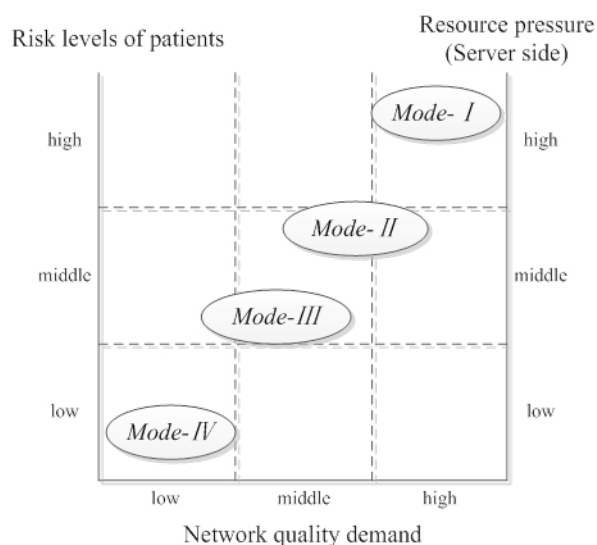 Risk levels of patients
Resource pressure
(Server side)
high
Mode- I
high
Mode- II
middle
middle
Mode-III
low
Mode-IV
low
low
middle
high
Network quality demand